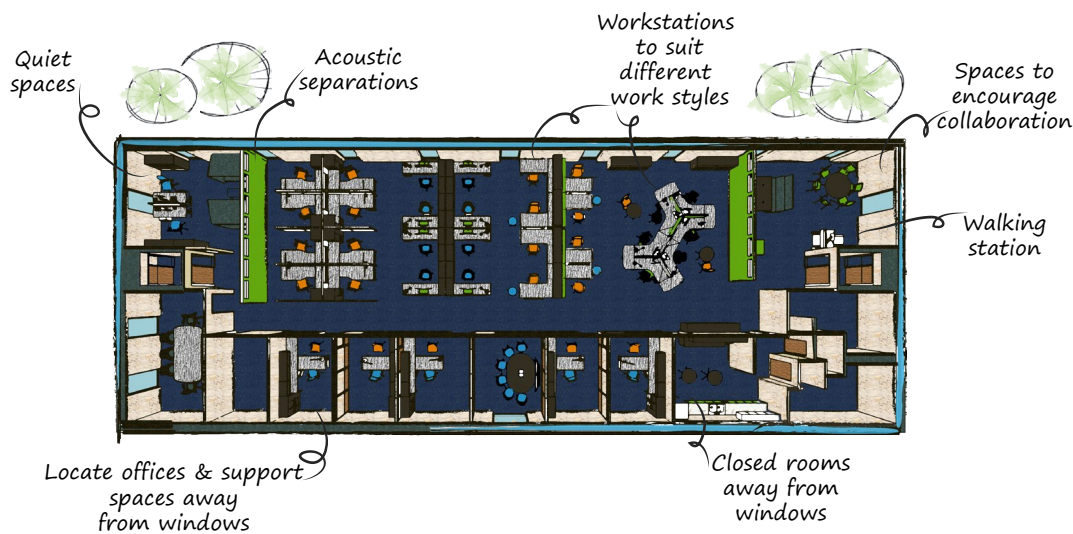 Quiet
spaces
Acoustic
separations
Workstations
to suit
different
work styles
Spaces to
encourage
collaboration
Walking
station
Locate offices & support
spaces away
from windows
Closed rooms
away from
windows